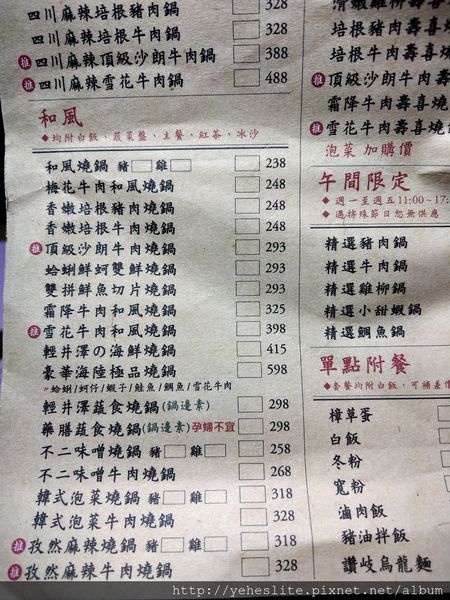 四川麻辣培根豬肉鍋 328
四川麻辣培根牛肉鍋 328
推 四川麻辣頂級沙朗牛肉鍋 388
推 四川麻辣雪花牛肉鍋 488
和風
◆均附白飯、蔬菜盤、主餐、紅茶、冰沙
和風燒鍋 豬 雞 238
梅花牛肉和風燒鍋 248
香嫩培根豬肉燒鍋 248
香嫩培根牛肉燒鍋 248
推 頂級沙朗牛肉燒鍋 293
蛤蜊鮮蚵雙鮮燒鍋 293
雙拼鮮魚切片燒鍋 293
霜降牛肉和風燒鍋 325
推 雪花牛肉和風燒鍋 398
輕井澤の海鮮燒鍋 415
豪華海陸極品燒鍋 598
蛤蜊/蚵仔/蝦子/鮭魚/鯛魚/雪花牛肉
輕井澤蔬食燒鍋(鍋邊素) 298
藥膳蔬食燒鍋(鍋邊素)孕婦不宜 298
不二味噌燒鍋 豬 雞 258
不二味噌牛肉燒鍋 268
韓式泡菜燒鍋 豬 雞 318
韓式泡菜牛肉燒鍋 328
推 孜然麻辣燒鍋 豬 雞 318
推 孜然麻辣牛肉燒鍋 328
滑嫩雞柳壽喜
培根豬肉壽喜燒
培根牛肉壽喜燒
推 頂級沙朗牛肉
霜降牛肉壽喜燒
推 雪花牛肉壽喜燒
泡菜加購價
午間限定
◆ 週一至週五11:00~17:
◆ 遇特殊節日恕無供應
精選豬肉鍋
精選牛肉鍋
精選雞柳鍋
精選小甜蝦鍋
精選鯛魚鍋
單點附餐
◆套餐均附白飯，可補差價
樟草蛋
白飯
冬粉
寬粉
滷肉飯
豬油拌飯
讚岐烏龍麵
http://yeheslite.pixnet.net/album